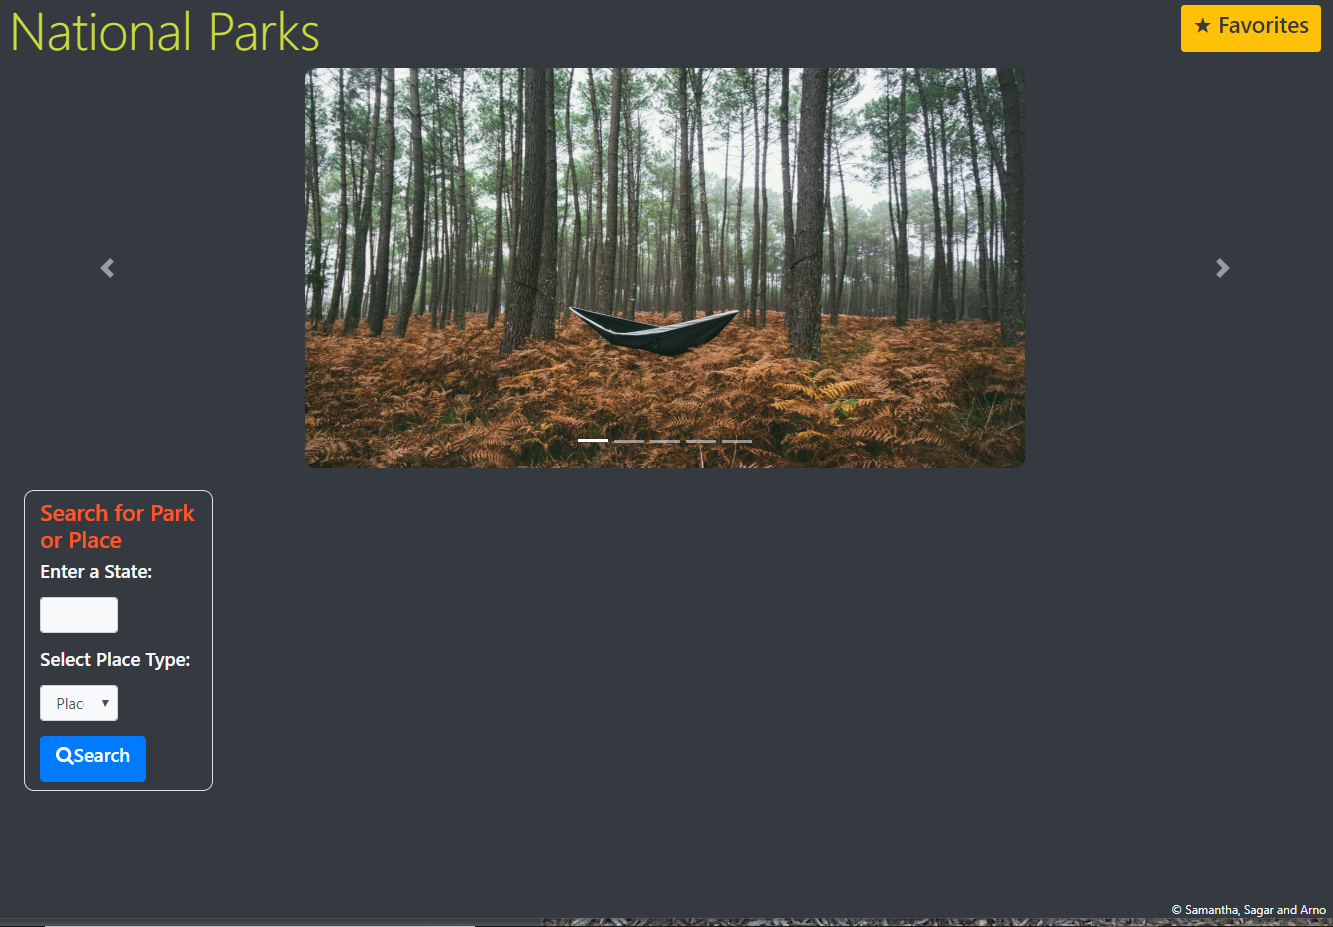 National Parks
★ Favorites
Search for Park
or Place
Enter a State:
Select Place Type:
Plac
Search
© Samantha, Sagar and Arno